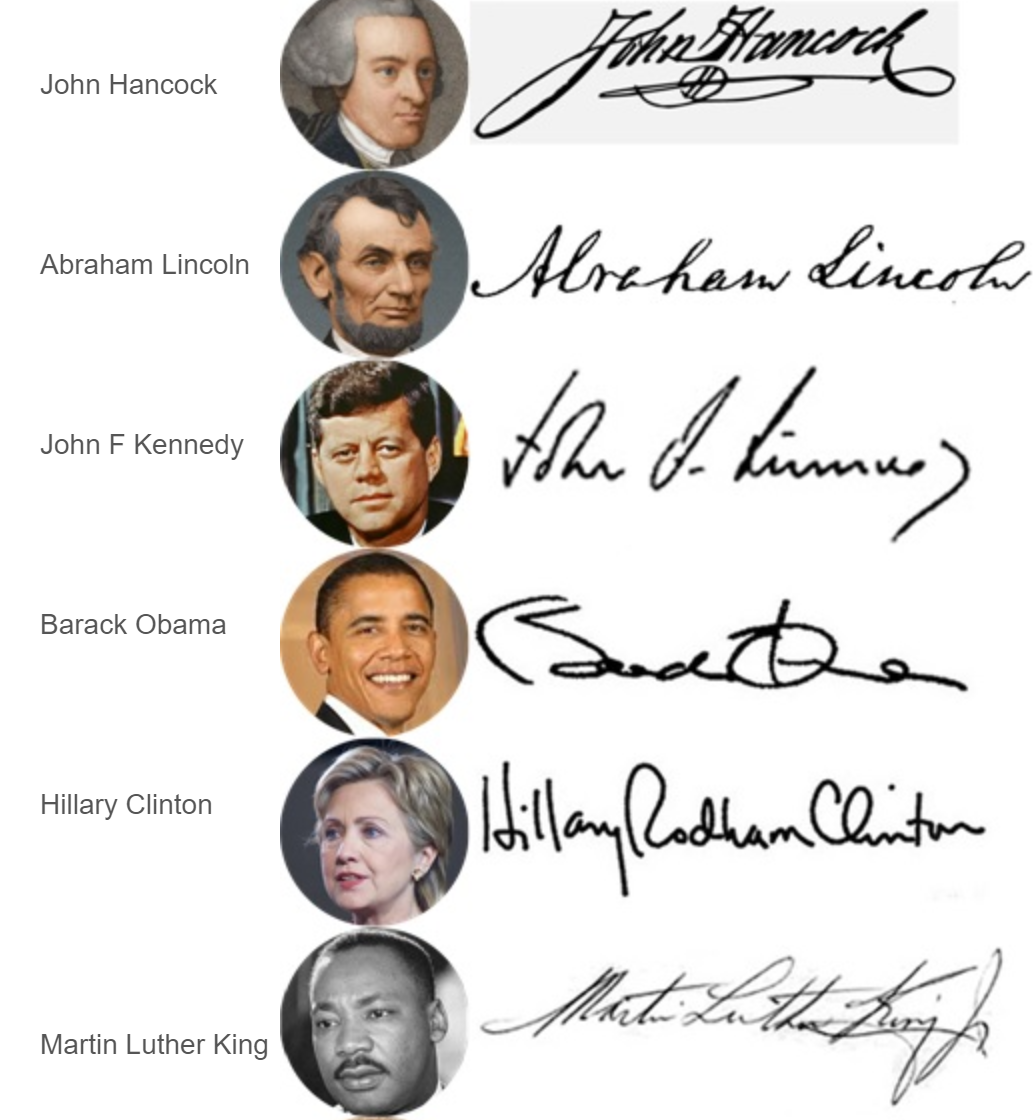 John Hancock
John Hancock
Abraham Lincoln
Abraham Lincoln
John F Kennedy
John F. Kennedy
Barack Obama
Barack Obama
Hillary Clinton
Hillary Rodham Clinton
Martin Luther King
Martin Luther King Jr